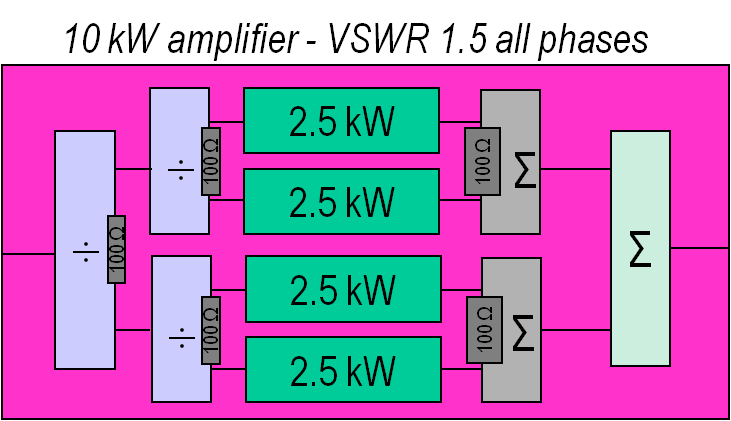 10 kW amplifier - VSWR 1.5 all phases
÷
100 Ω
÷
100 Ω
2.5 kW
2.5 kW
100 Ω
Σ
÷
100 Ω
2.5 kW
2.5 kW
100 Ω
Σ
Σ